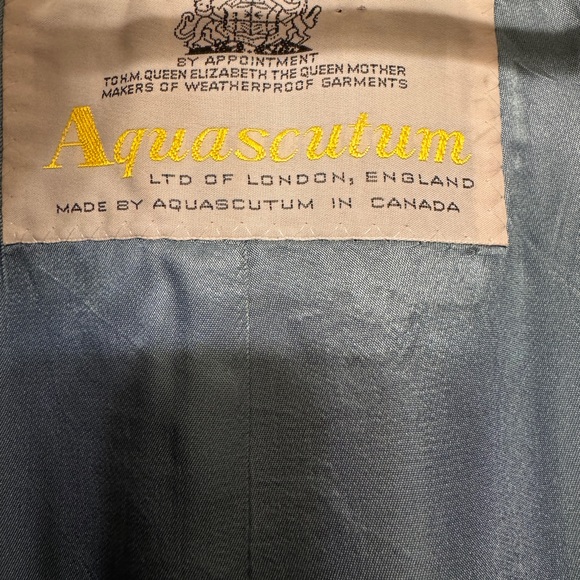 BY APPOINTMENT
TO H.M. QUEEN ELIZABETH THE QUEEN MOTHER
MAKERS OF WEATHERPROOF GARMENTS
Aquascutum
LTD OF LONDON, ENGLAND
MADE BY AQUASCUTUM IN CANADA